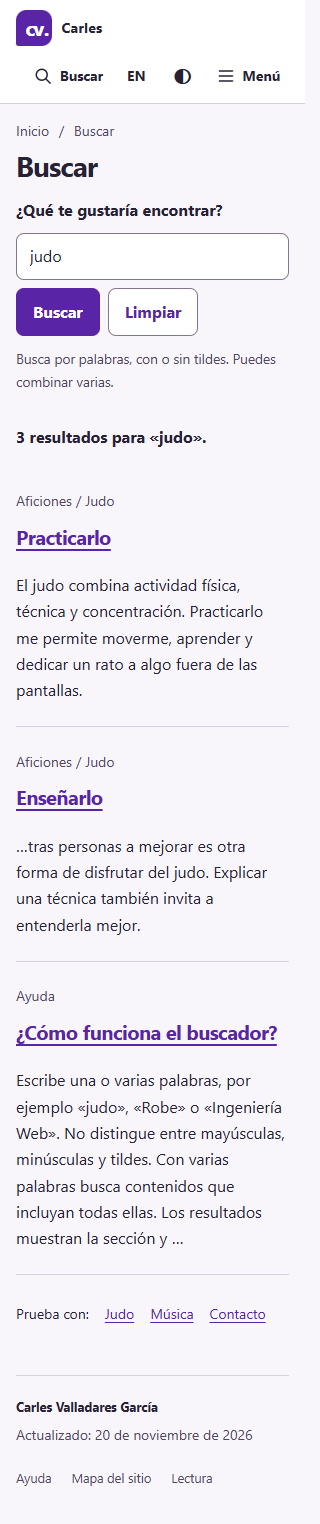 cv. Carles
Buscar EN Menú
Inicio / Buscar
Buscar
¿Qué te gustaría encontrar?
judo
Buscar Limpiar
Busca por palabras, con o sin tildes. Puedes
combinar varias.
3 resultados para «judo».
Aficiones / Judo
Practicarlo
El judo combina actividad física,
técnica y concentración. Practicarlo
me permite moverme, aprender y
dedicar un rato a algo fuera de las
pantallas.
Aficiones / Judo
Enseñarlo
…tras personas a mejorar es otra
forma de disfrutar del judo. Explicar
una técnica también invita a
entenderla mejor.
Ayuda
¿Cómo funciona el buscador?
Escribe una o varias palabras, por
ejemplo «judo», «Robe» o «Ingeniería
Web». No distingue entre mayúsculas,
minúsculas y tildes. Con varias
palabras busca contenidos que
incluyan todas ellas. Los resultados
muestran la sección y …
Prueba con: Judo Música Contacto
Carles Valladares García
Actualizado: 20 de noviembre de 2026
Ayuda Mapa del sitio Lectura